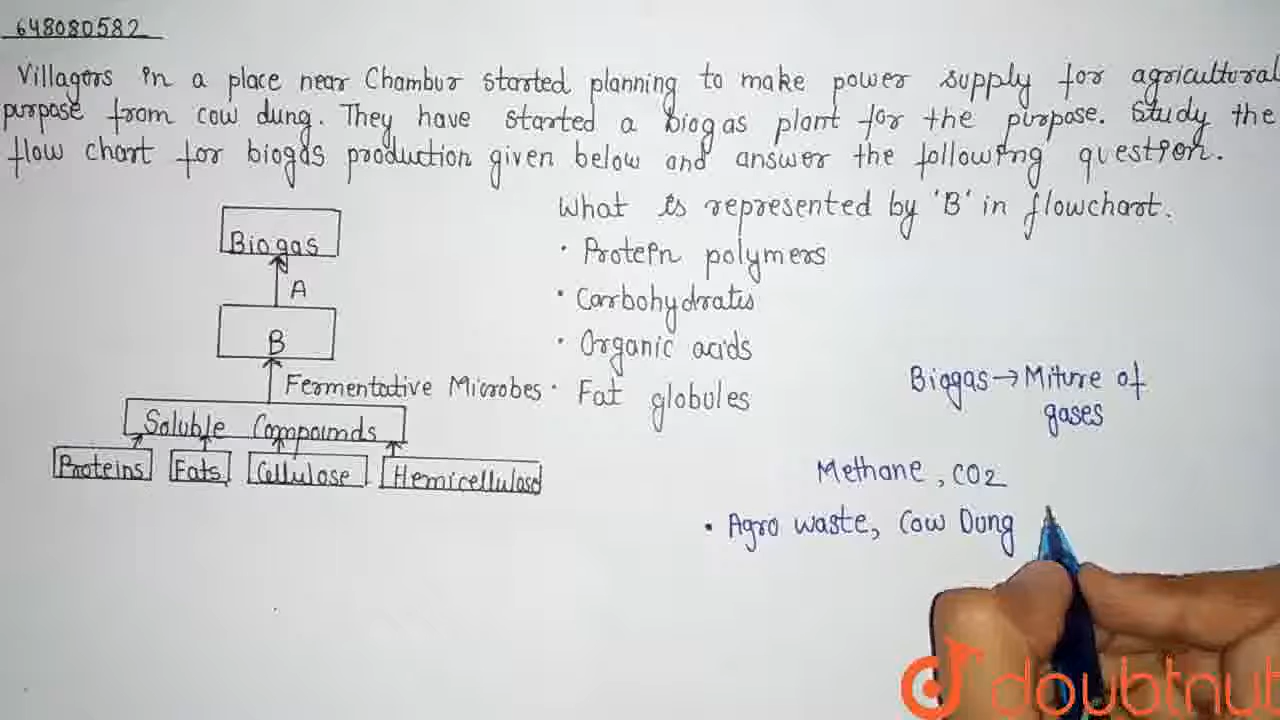 648080582
Villagers in a place near Chambur started planning to make power supply for agricultural
purpose from cow dung. They have started a biogas plant for the purpose. Study the
flow chart for biogas production given below and answer the following question.
What is represented by 'B' in flowchart.
• Protein polymers
• Carbohydrates
• Organic acids
• Fat globules
Biogas
A
B
Fermentative Microbes
Soluble Compounds
Proteins
Fats
Cellulose
Hemicellulosd
Biogas → Miture of
gases
Methane, CO2
• Agro waste, Cow Dung
doubtnut